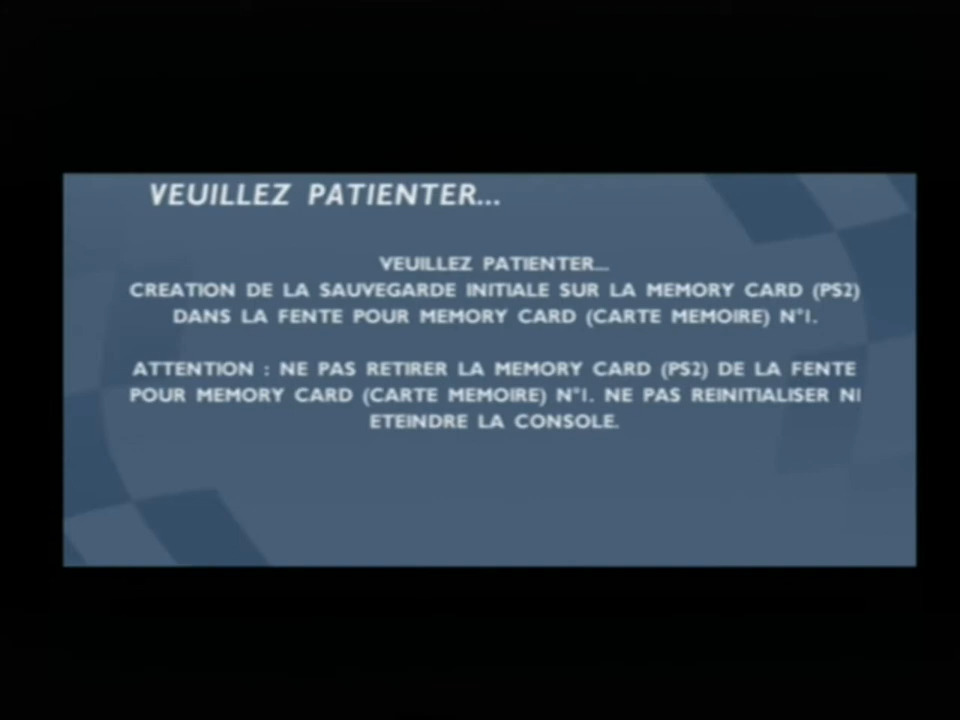 VEUILLEZ PATIENTER...
VEUILLEZ PATIENTER...
CREATION DE LA SAUVEGARDE INITIALE SUR LA MEMORY CARD (PS2)
DANS LA FENTE POUR MEMORY CARD (CARTE MEMOIRE) N°1.
ATTENTION : NE PAS RETIRER LA MEMORY CARD (PS2) DE LA FENTE
POUR MEMORY CARD (CARTE MEMOIRE) N°1. NE PAS REINITIALISER NI
ETEINDRE LA CONSOLE.